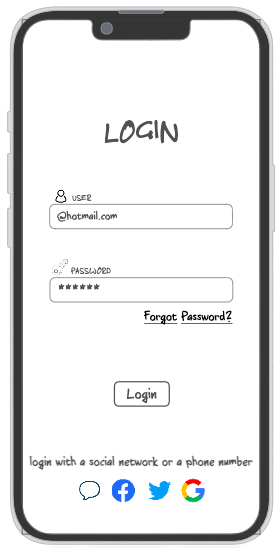 LOGIN
USER
@hotmail.com
PASSWORD
******
Forgot Password?
Login
login with a social network or a phone number